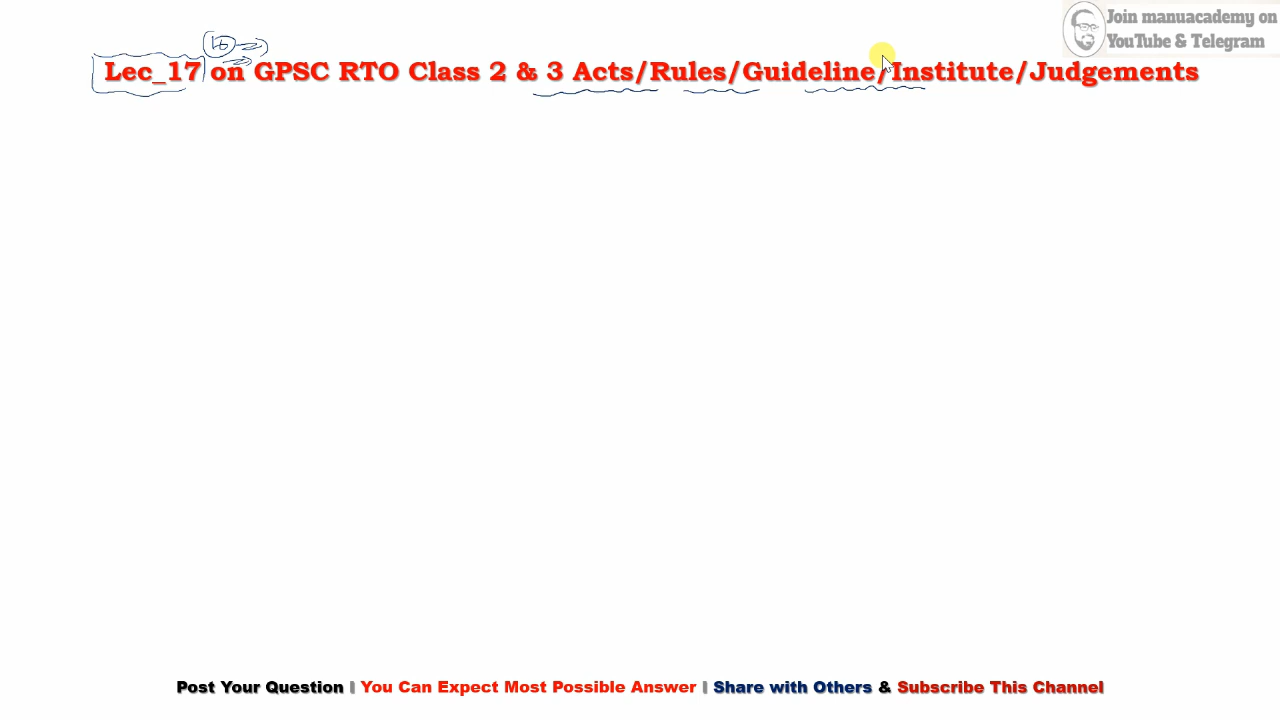 Join manuacademy on
YouTube & Telegram
16
Lec_17 on GPSC RTO Class 2 & 3 Acts/Rules/Guideline/Institute/Judgements
Post Your Question | You Can Expect Most Possible Answer | Share with Others & Subscribe This Channel